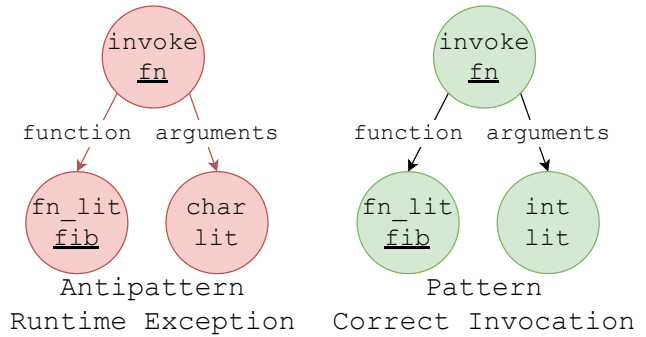 invoke
fn
function arguments
fn_lit
fib
char
lit
Antipattern
Runtime Exception
invoke
fn
function arguments
fn_lit
fib
int
lit
Pattern
Correct Invocation